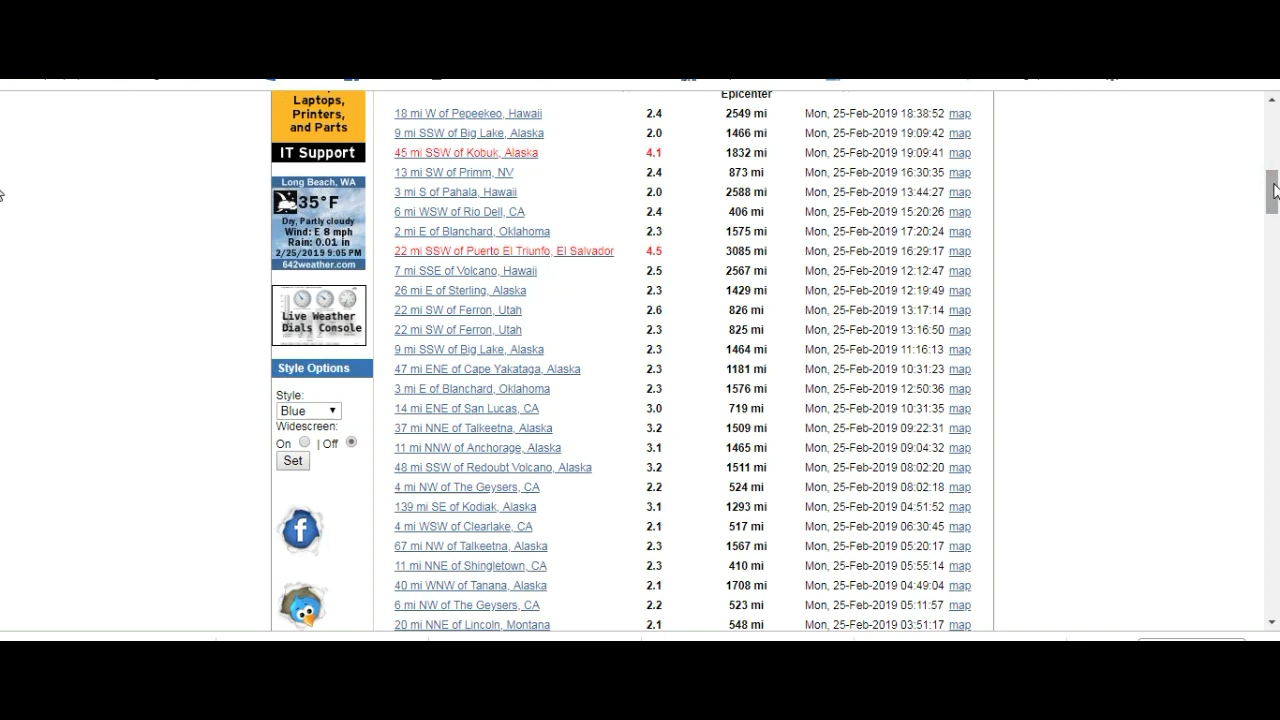 Laptops,
Printers,
and Parts
IT Support
Long Beach, WA
35°F
Dry, Partly cloudy
Wind: E 8 mph
Rain: 0.01 in
2/25/2019 9:05 PM
642weather.com
Live Weather
Dials Console
Style Options
Style:
Blue
Widescreen:
On | Off
Set
Epicenter
18 mi W of Pepeekeo, Hawaii 2.4 2549 mi Mon, 25-Feb-2019 18:38:52 map
9 mi SSW of Big Lake, Alaska 2.0 1466 mi Mon, 25-Feb-2019 19:09:42 map
45 mi SSW of Kobuk, Alaska 4.1 1832 mi Mon, 25-Feb-2019 19:09:41 map
13 mi SW of Primm, NV 2.4 873 mi Mon, 25-Feb-2019 16:30:35 map
3 mi S of Pahala, Hawaii 2.0 2588 mi Mon, 25-Feb-2019 13:44:27 map
6 mi WSW of Rio Dell, CA 2.4 406 mi Mon, 25-Feb-2019 15:20:26 map
2 mi E of Blanchard, Oklahoma 2.3 1575 mi Mon, 25-Feb-2019 17:20:24 map
22 mi SSW of Puerto El Triunfo, El Salvador 4.5 3085 mi Mon, 25-Feb-2019 16:29:17 map
7 mi SSE of Volcano, Hawaii 2.5 2567 mi Mon, 25-Feb-2019 12:12:47 map
26 mi E of Sterling, Alaska 2.3 1429 mi Mon, 25-Feb-2019 12:19:49 map
22 mi SW of Ferron, Utah 2.6 826 mi Mon, 25-Feb-2019 13:17:14 map
22 mi SW of Ferron, Utah 2.3 825 mi Mon, 25-Feb-2019 13:16:50 map
9 mi SSW of Big Lake, Alaska 2.3 1464 mi Mon, 25-Feb-2019 11:16:13 map
47 mi ENE of Cape Yakataga, Alaska 2.3 1181 mi Mon, 25-Feb-2019 10:31:23 map
3 mi E of Blanchard, Oklahoma 2.3 1576 mi Mon, 25-Feb-2019 12:50:36 map
14 mi ENE of San Lucas, CA 3.0 719 mi Mon, 25-Feb-2019 10:31:35 map
37 mi NNE of Talkeetna, Alaska 3.2 1509 mi Mon, 25-Feb-2019 09:22:31 map
11 mi NNW of Anchorage, Alaska 3.1 1465 mi Mon, 25-Feb-2019 09:04:32 map
48 mi SSW of Redoubt Volcano, Alaska 3.2 1511 mi Mon, 25-Feb-2019 08:02:20 map
4 mi NW of The Geysers, CA 2.2 524 mi Mon, 25-Feb-2019 08:02:18 map
139 mi SE of Kodiak, Alaska 3.1 1293 mi Mon, 25-Feb-2019 04:51:52 map
4 mi WSW of Clearlake, CA 2.1 517 mi Mon, 25-Feb-2019 06:30:45 map
67 mi NW of Talkeetna, Alaska 2.3 1567 mi Mon, 25-Feb-2019 05:20:17 map
11 mi NNE of Shingletown, CA 2.3 410 mi Mon, 25-Feb-2019 05:55:14 map
40 mi WNW of Tanana, Alaska 2.1 1708 mi Mon, 25-Feb-2019 04:49:04 map
6 mi NW of The Geysers, CA 2.2 523 mi Mon, 25-Feb-2019 05:11:57 map
20 mi NNE of Lincoln, Montana 2.1 548 mi Mon, 25-Feb-2019 03:51:17 map